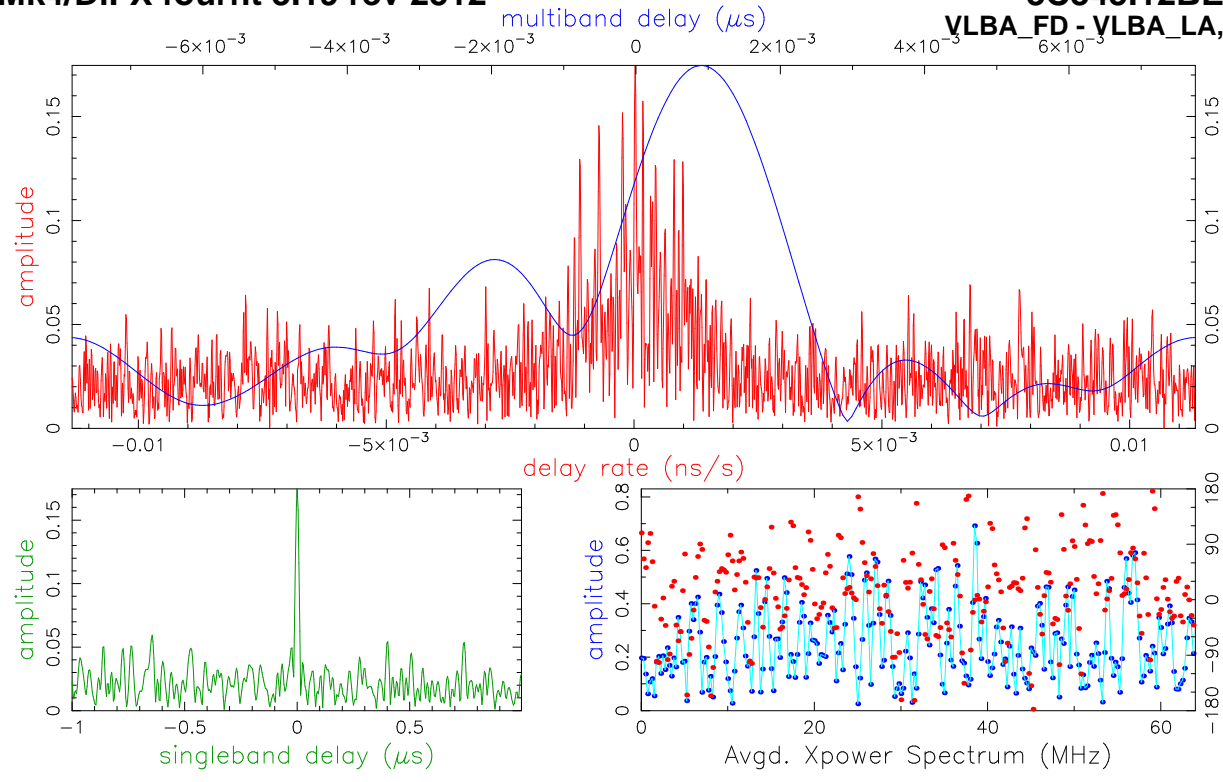 multiband delay (μs)
VLBA_FD - VLBA_LA,
−6×10⁻³ −4×10⁻³ −2×10⁻³ 0 2×10⁻³ 4×10⁻³ 6×10⁻³
amplitude
0 0.05 0.1 0.15
0 0.05 0.1 0.15
−0.01 −5×10⁻³ 0 5×10⁻³ 0.01
delay rate (ns/s)
amplitude
0 0.05 0.1 0.15
−1 −0.5 0 0.5
singleband delay (μs)
amplitude
0 0.2 0.4 0.6 0.8
−180 −90 0 90 180
0 20 40 60
Avgd. Xpower Spectrum (MHz)